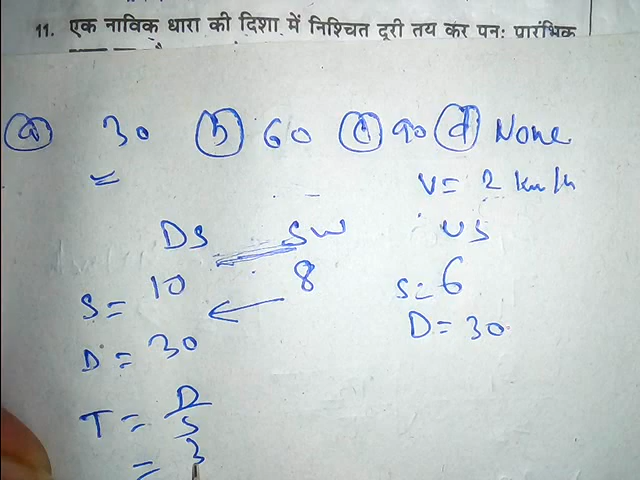 11. एक नाविक धारा की दिशा में निश्चित दूरी तय कर पुनः प्रारंभिक
(a) 30 (b) 60 (c) 90 (d) None
V = 2 km/h
DS SW US
S = 10 8 S = 6
D = 30 D = 30
T = D/S
= 3